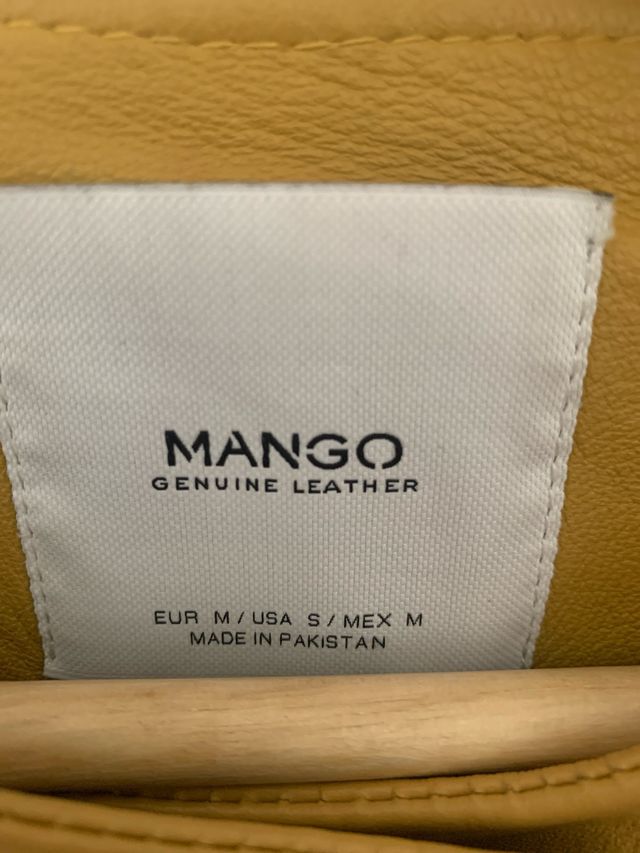 MANGO
GENUINE LEATHER
EUR M / USA S / MEX M
MADE IN PAKISTAN